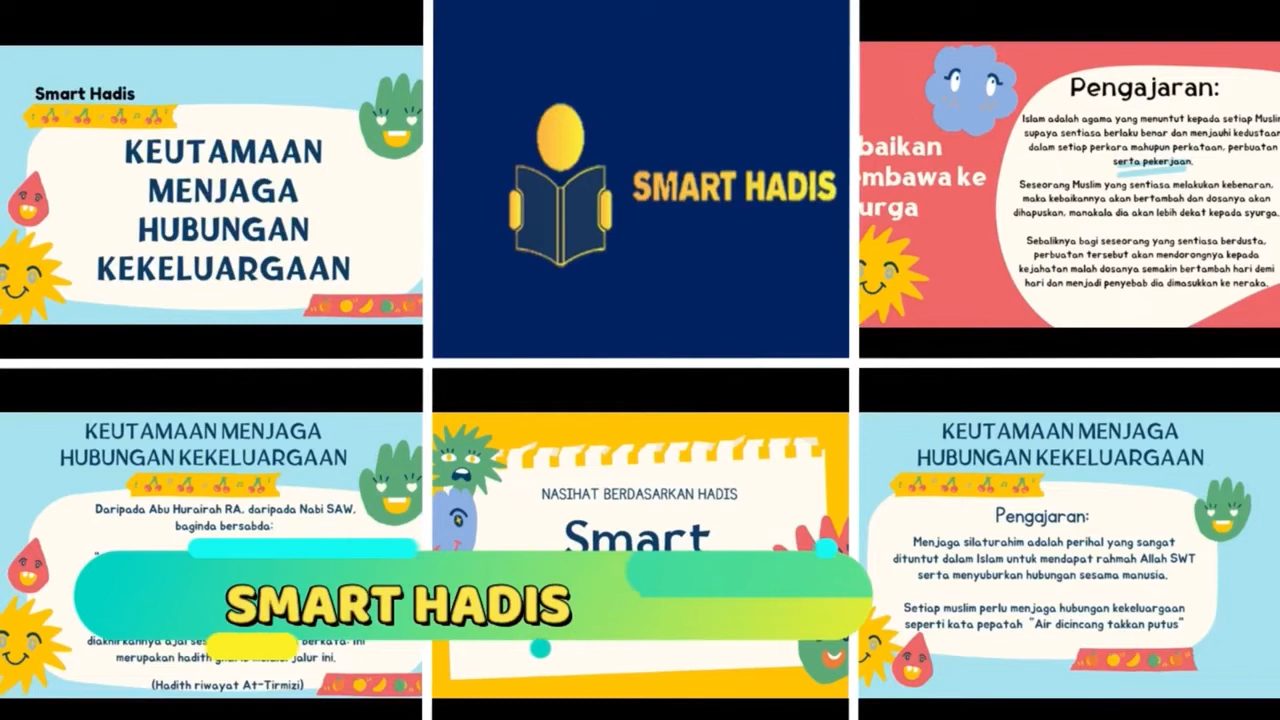 Smart Hadis
KEUTAMAAN
MENJAGA
HUBUNGAN
KEKELUARGAAN
SMART HADIS
baikan
mbawa ke
urga
Pengajaran:
Islam adalah agama yang menuntut kepada setiap Muslim
supaya sentiasa berlaku benar dan menjauhi kedustaan
dalam setiap perkara mahupun perkataan, perbuatan
serta pekerjaan.
Seseorang Muslim yang sentiasa melakukan kebenaran,
maka kebaikannya akan bertambah dan dosanya akan
dihapuskan, manakala dia akan lebih dekat kepada syurga.
Sebaliknya bagi seseorang yang sentiasa berdusta,
perbuatan tersebut akan mendorongnya kepada
kejahatan malah dosanya semakin bertambah hari demi
hari dan menjadi penyebab dia dimasukkan ke neraka.
KEUTAMAAN MENJAGA
HUBUNGAN KEKELUARGAAN
Daripada Abu Hurairah RA, daripada Nabi SAW,
baginda bersabda:
merupakan hadith jalur ini.
(Hadith riwayat At-Tirmizi)
NASIHAT BERDASARKAN HADIS
Smart
SMART HADIS
KEUTAMAAN MENJAGA
HUBUNGAN KEKELUARGAAN
Pengajaran:
Menjaga silaturahim adalah perihal yang sangat
dituntut dalam Islam untuk mendapat rahmah Allah SWT
serta menyuburkan hubungan sesama manusia.
Setiap muslim perlu menjaga hubungan kekeluargaan
seperti kata pepatah "Air dicincang takkan putus"